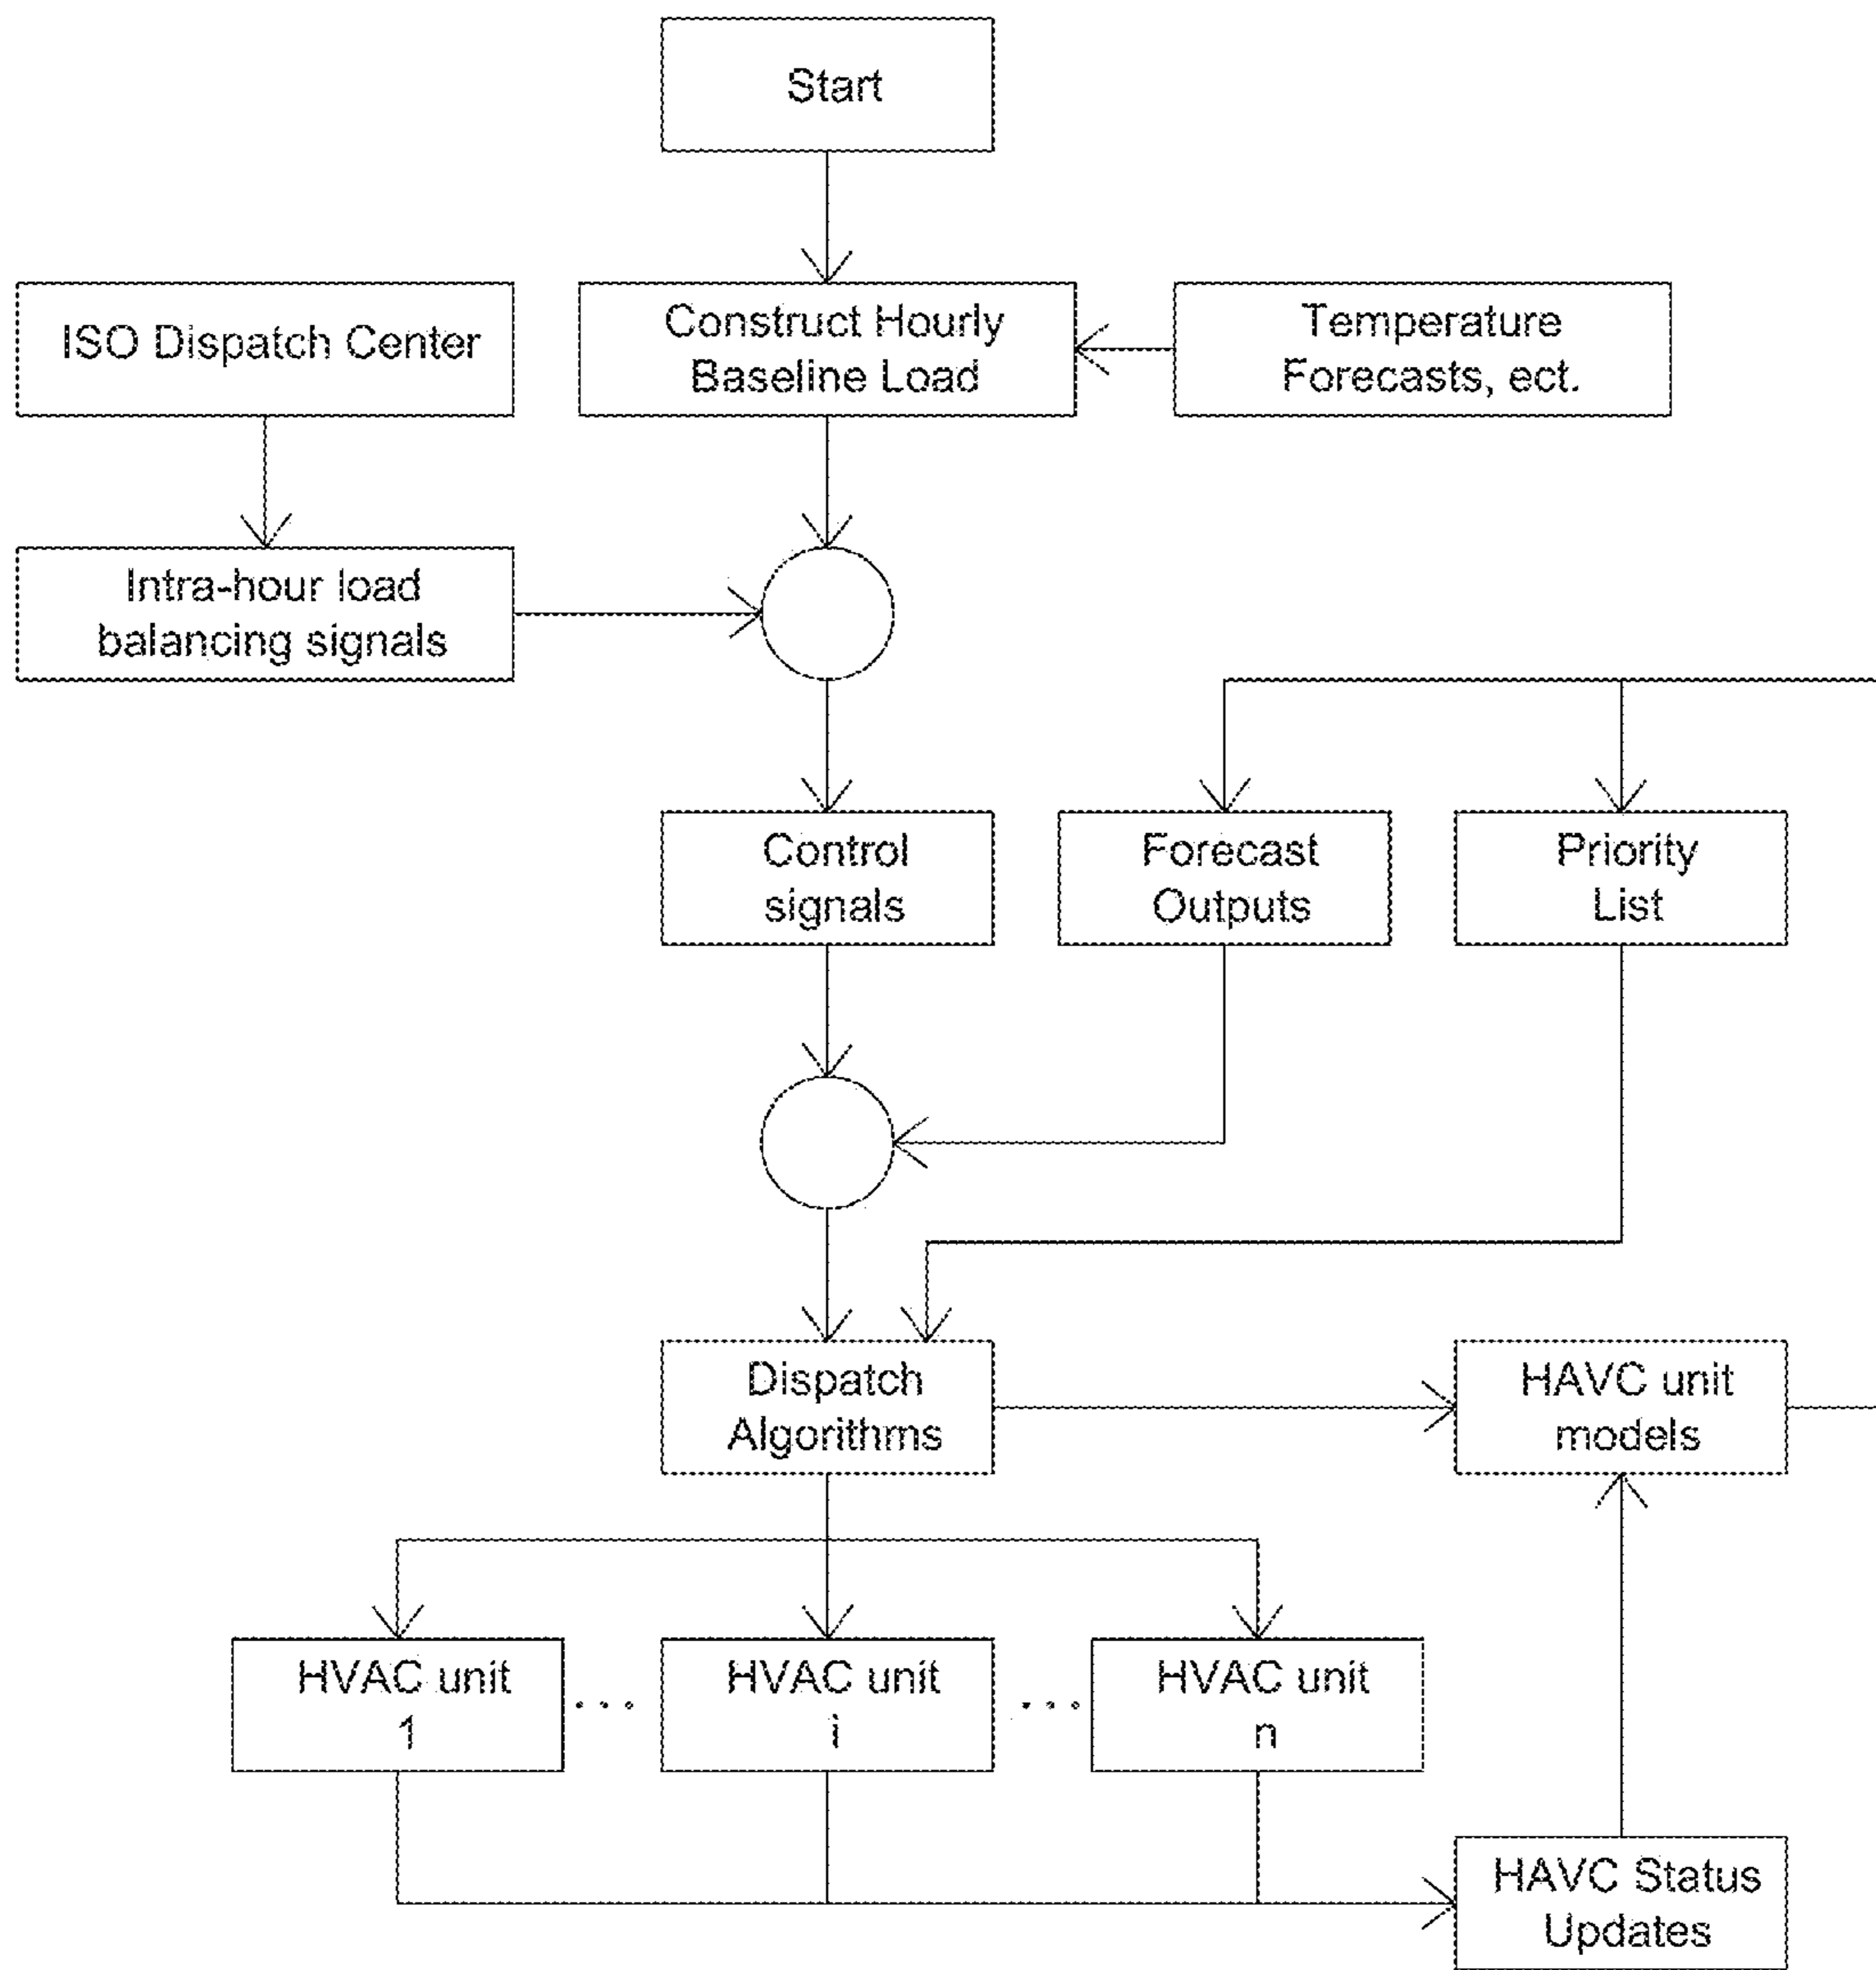 Start
ISO Dispatch Center
Construct Hourly
Baseline Load
Temperature
Forecasts, ect.
Intra-hour load
balancing signals
Control
signals
Forecast
Outputs
Priority
List
Dispatch
Algorithms
HAVC unit
models
HVAC unit
1
. . .
HVAC unit
i
. . .
HVAC unit
n
HAVC Status
Updates